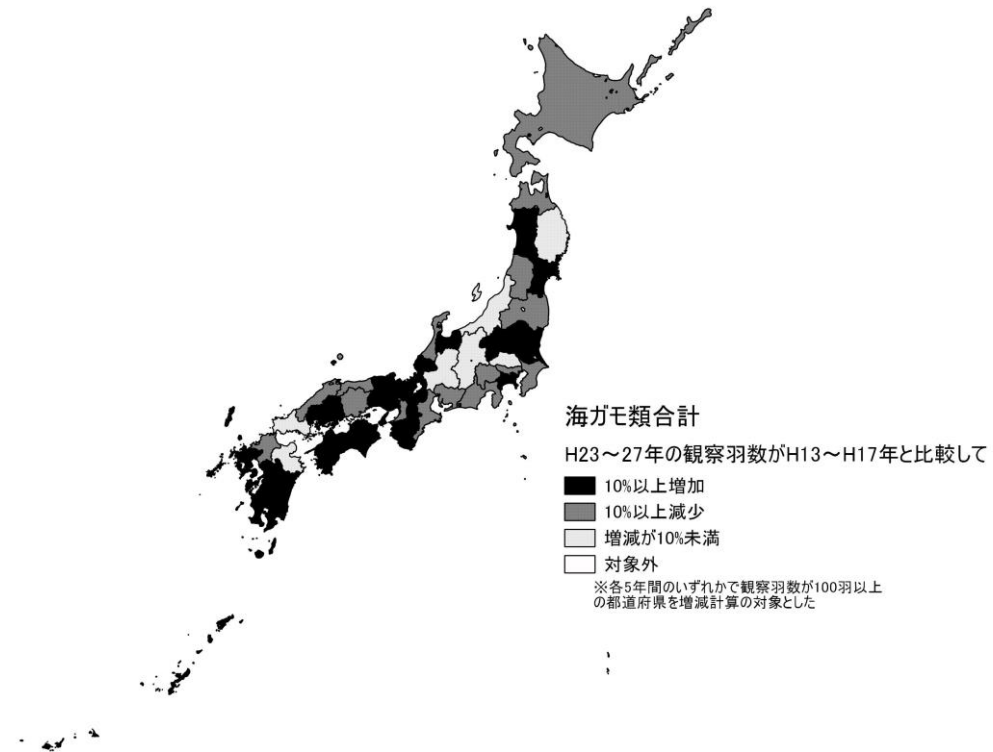 海ガモ類合計
H23～27年の観察羽数がH13～H17年と比較して
10%以上増加
10%以上減少
増減が10%未満
対象外
※各5年間のいずれかで観察羽数が100羽以上
の都道府県を増減計算の対象とした